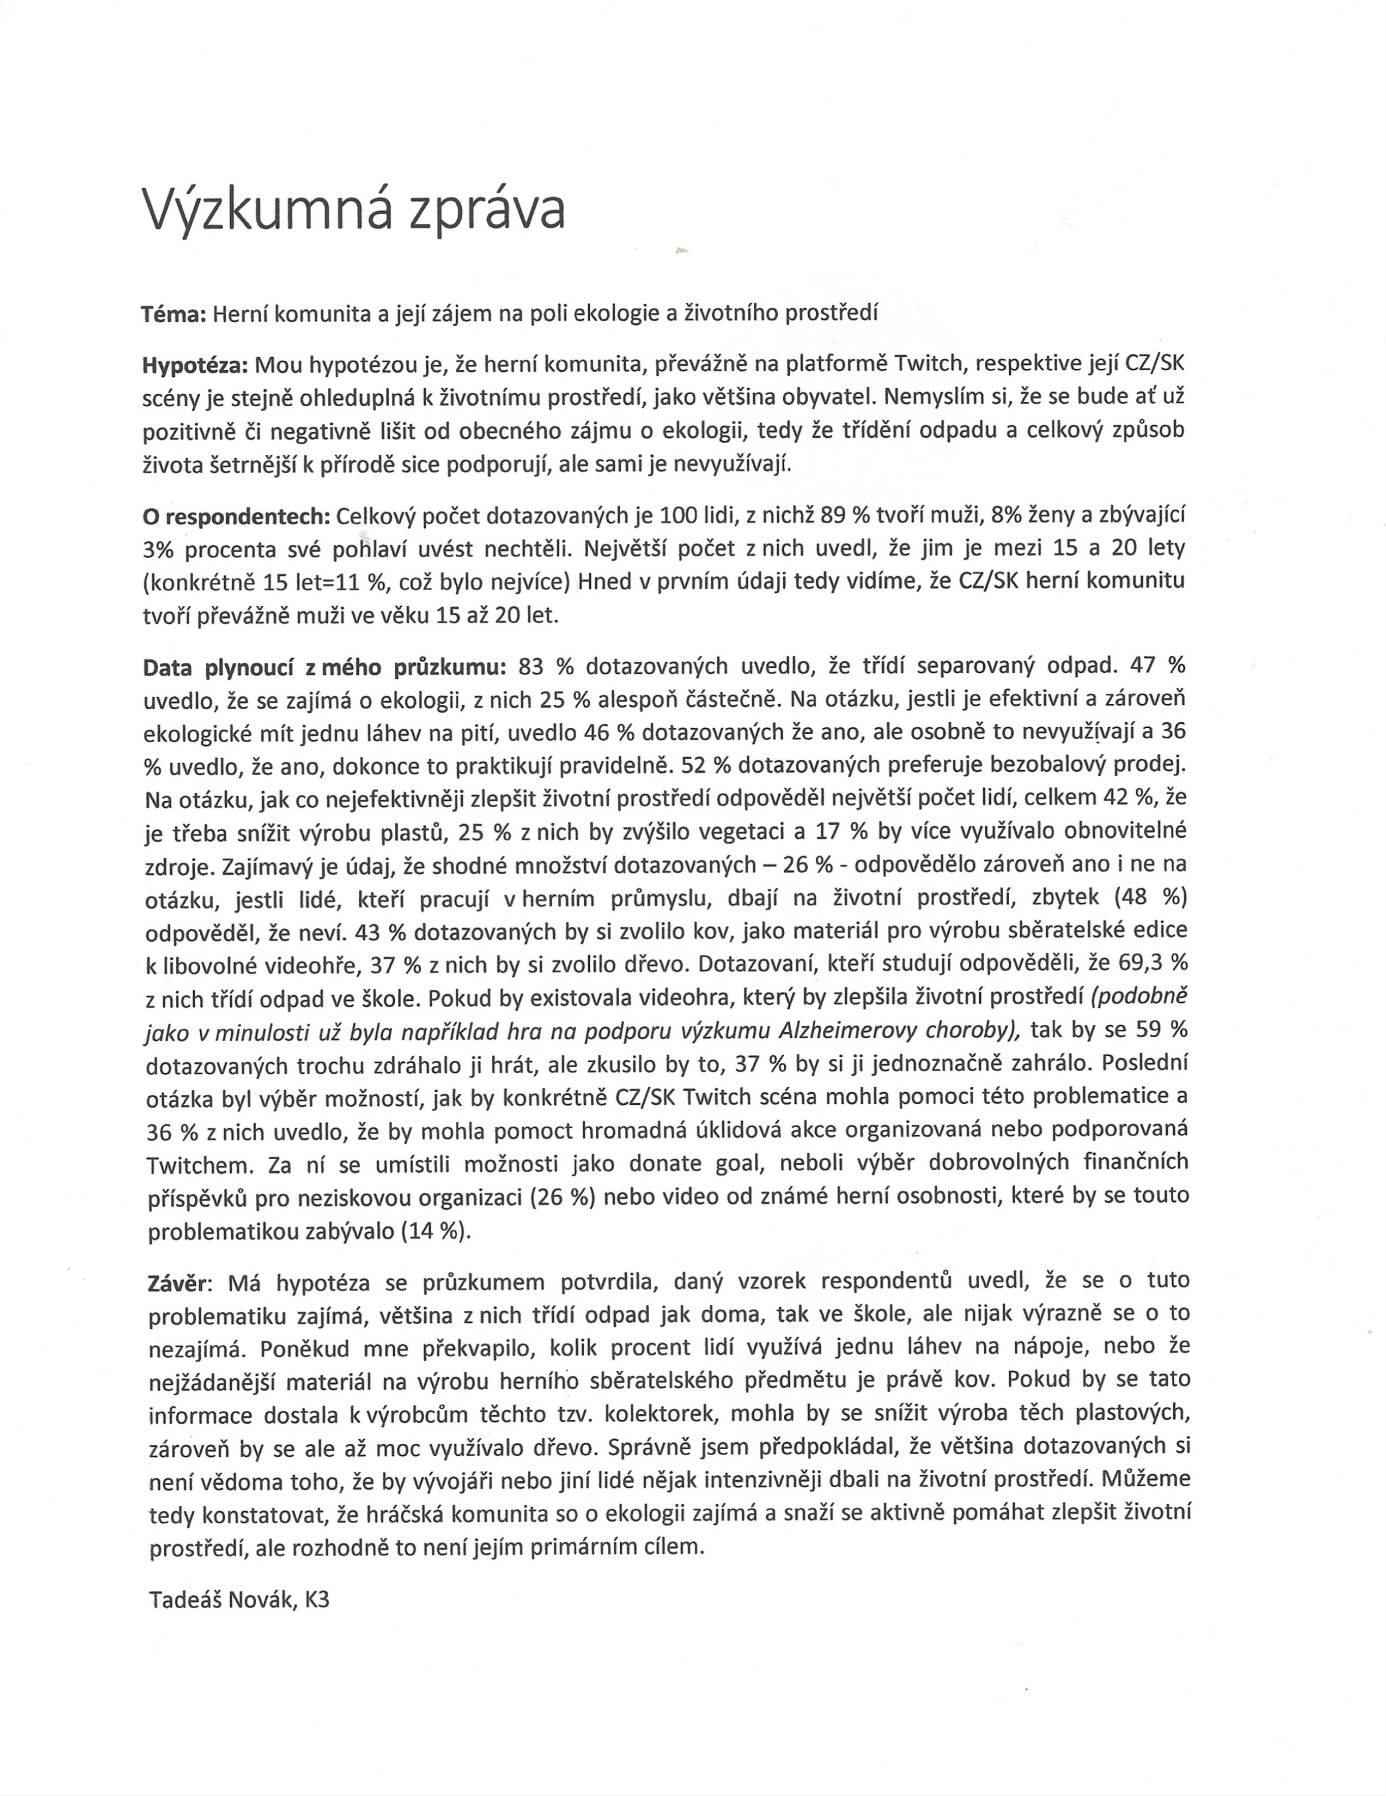 Výzkumná zpráva
Téma: Herní komunita a její zájem na poli ekologie a životního prostředí
Hypotéza: Mou hypotézou je, že herní komunita, převážně na platformě Twitch, respektive její CZ/SK
scény je stejně ohleduplná k životnímu prostředí, jako většina obyvatel. Nemyslím si, že se bude ať už
pozitivně či negativně lišit od obecného zájmu o ekologii, tedy že třídění odpadu a celkový způsob
života šetrnější k přírodě sice podporují, ale sami je nevyužívají.
O respondentech: Celkový počet dotazovaných je 100 lidi, z nichž 89 % tvoří muži, 8% ženy a zbývající
3% procenta své pohlaví uvést nechtěli. Největší počet z nich uvedl, že jim je mezi 15 a 20 lety
(konkrétně 15 let=11 %, což bylo nejvíce) Hned v prvním údaji tedy vidíme, že CZ/SK herní komunitu
tvoří převážně muži ve věku 15 až 20 let.
Data plynoucí z mého průzkumu: 83 % dotazovaných uvedlo, že třídí separovaný odpad. 47 %
uvedlo, že se zajímá o ekologii, z nich 25 % alespoň částečně. Na otázku, jestli je efektivní a zároveň
ekologické mít jednu láhev na pití, uvedlo 46 % dotazovaných že ano, ale osobně to nevyužívají a 36
% uvedlo, že ano, dokonce to praktikují pravidelně. 52 % dotazovaných preferuje bezobalový prodej.
Na otázku, jak co nejefektivněji zlepšit životní prostředí odpověděl největší počet lidí, celkem 42 %, že
je třeba snížit výrobu plastů, 25 % z nich by zvýšilo vegetaci a 17 % by více využívalo obnovitelné
zdroje. Zajímavý je údaj, že shodné množství dotazovaných – 26 % - odpovědělo zároveň ano i ne na
otázku, jestli lidé, kteří pracují v herním průmyslu, dbají na životní prostředí, zbytek (48 %)
odpověděl, že neví. 43 % dotazovaných by si zvolilo kov, jako materiál pro výrobu sběratelské edice
k libovolné videohře, 37 % z nich by si zvolilo dřevo. Dotazovaní, kteří studují odpověděli, že 69,3 %
z nich třídí odpad ve škole. Pokud by existovala videohra, který by zlepšila životní prostředí (podobně
jako v minulosti už byla například hra na podporu výzkumu Alzheimerovy choroby), tak by se 59 %
dotazovaných trochu zdráhalo ji hrát, ale zkusilo by to, 37 % by si ji jednoznačně zahrálo. Poslední
otázka byl výběr možností, jak by konkrétně CZ/SK Twitch scéna mohla pomoci této problematice a
36 % z nich uvedlo, že by mohla pomoct hromadná úklidová akce organizovaná nebo podporovaná
Twitchem. Za ní se umístili možnosti jako donate goal, neboli výběr dobrovolných finančních
příspěvků pro neziskovou organizaci (26 %) nebo video od známé herní osobnosti, které by se touto
problematikou zabývalo (14 %).
Závěr: Má hypotéza se průzkumem potvrdila, daný vzorek respondentů uvedl, že se o tuto
problematiku zajímá, většina z nich třídí odpad jak doma, tak ve škole, ale nijak výrazně se o to
nezajímá. Poněkud mne překvapilo, kolik procent lidí využívá jednu láhev na nápoje, nebo že
nejžádanější materiál na výrobu herního sběratelského předmětu je právě kov. Pokud by se tato
informace dostala k výrobcům těchto tzv. kolektorek, mohla by se snížit výroba těch plastových,
zároveň by se ale až moc využívalo dřevo. Správně jsem předpokládal, že většina dotazovaných si
není vědoma toho, že by vývojáři nebo jiní lidé nějak intenzivněji dbali na životní prostředí. Můžeme
tedy konstatovat, že hráčská komunita so o ekologii zajímá a snaží se aktivně pomáhat zlepšit životní
prostředí, ale rozhodně to není jejím primárním cílem.
Tadeáš Novák, K3